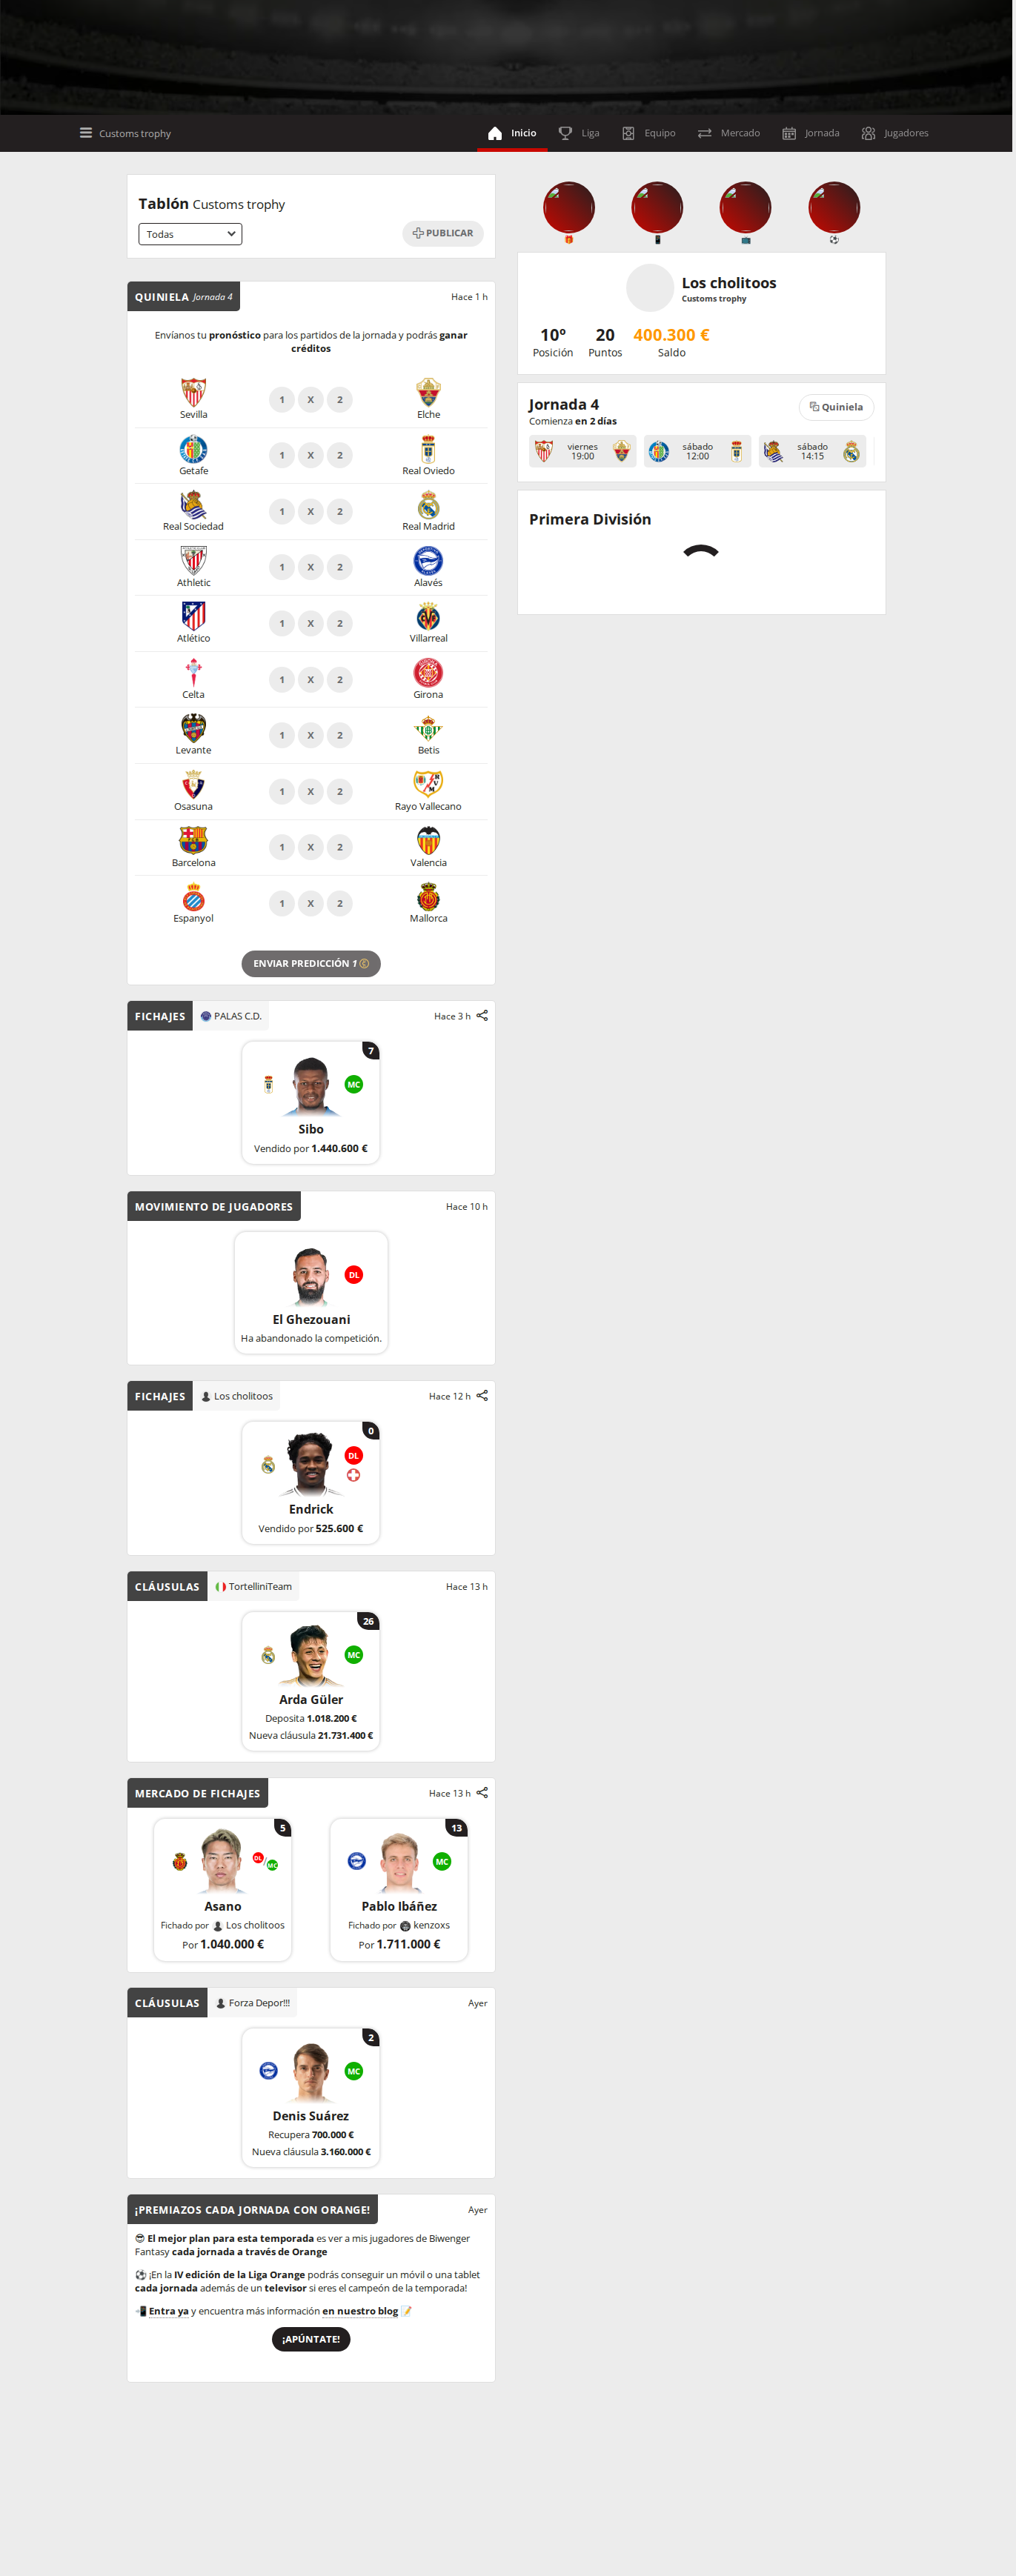 Customs trophy
Inicio
Liga
Equipo
Mercado
Jornada
Jugadores
Tablón Customs trophy
Todas
PUBLICAR
QUINIELA Jornada 4
Hace 1 h
Envíanos tu pronóstico para los partidos de la jornada y podrás ganar
créditos
1 X 2
Sevilla Elche
1 X 2
Getafe Real Oviedo
1 X 2
Real Sociedad Real Madrid
1 X 2
Athletic Alavés
1 X 2
Atlético Villarreal
1 X 2
Celta Girona
1 X 2
Levante Betis
1 X 2
Osasuna Rayo Vallecano
1 X 2
Barcelona Valencia
1 X 2
Espanyol Mallorca
ENVIAR PREDICCIÓN 1
FICHAJES PALAS C.D. Hace 3 h
7
MC
Sibo
Vendido por 1.440.600 €
MOVIMIENTO DE JUGADORES Hace 10 h
DL
El Ghezouani
Ha abandonado la competición.
FICHAJES Los cholitoos Hace 12 h
0
DL
Endrick
Vendido por 525.600 €
CLÁUSULAS TortelliniTeam Hace 13 h
26
MC
Arda Güler
Deposita 1.018.200 €
Nueva cláusula 21.731.400 €
MERCADO DE FICHAJES Hace 13 h
5
DL / MC
Asano
Fichado por Los cholitoos
Por 1.040.000 €
13
MC
Pablo Ibáñez
Fichado por kenzoxs
Por 1.711.000 €
CLÁUSULAS Forza Depor!!! Ayer
2
MC
Denis Suárez
Recupera 700.000 €
Nueva cláusula 3.160.000 €
¡PREMIAZOS CADA JORNADA CON ORANGE! Ayer
😎 El mejor plan para esta temporada es ver a mis jugadores de Biwenger
Fantasy cada jornada a través de Orange
⚽ ¡En la IV edición de la Liga Orange podrás conseguir un móvil o una tablet
cada jornada además de un televisor si eres el campeón de la temporada!
📲 Entra ya y encuentra más información en nuestro blog 📝
¡APÚNTATE!
🎁 📱 📺 ⚽
Los cholitoos
Customs trophy
10º 20 400.300 €
Posición Puntos Saldo
Jornada 4
Quiniela
Comienza en 2 días
viernes
19:00
sábado
12:00
sábado
14:15
Primera División